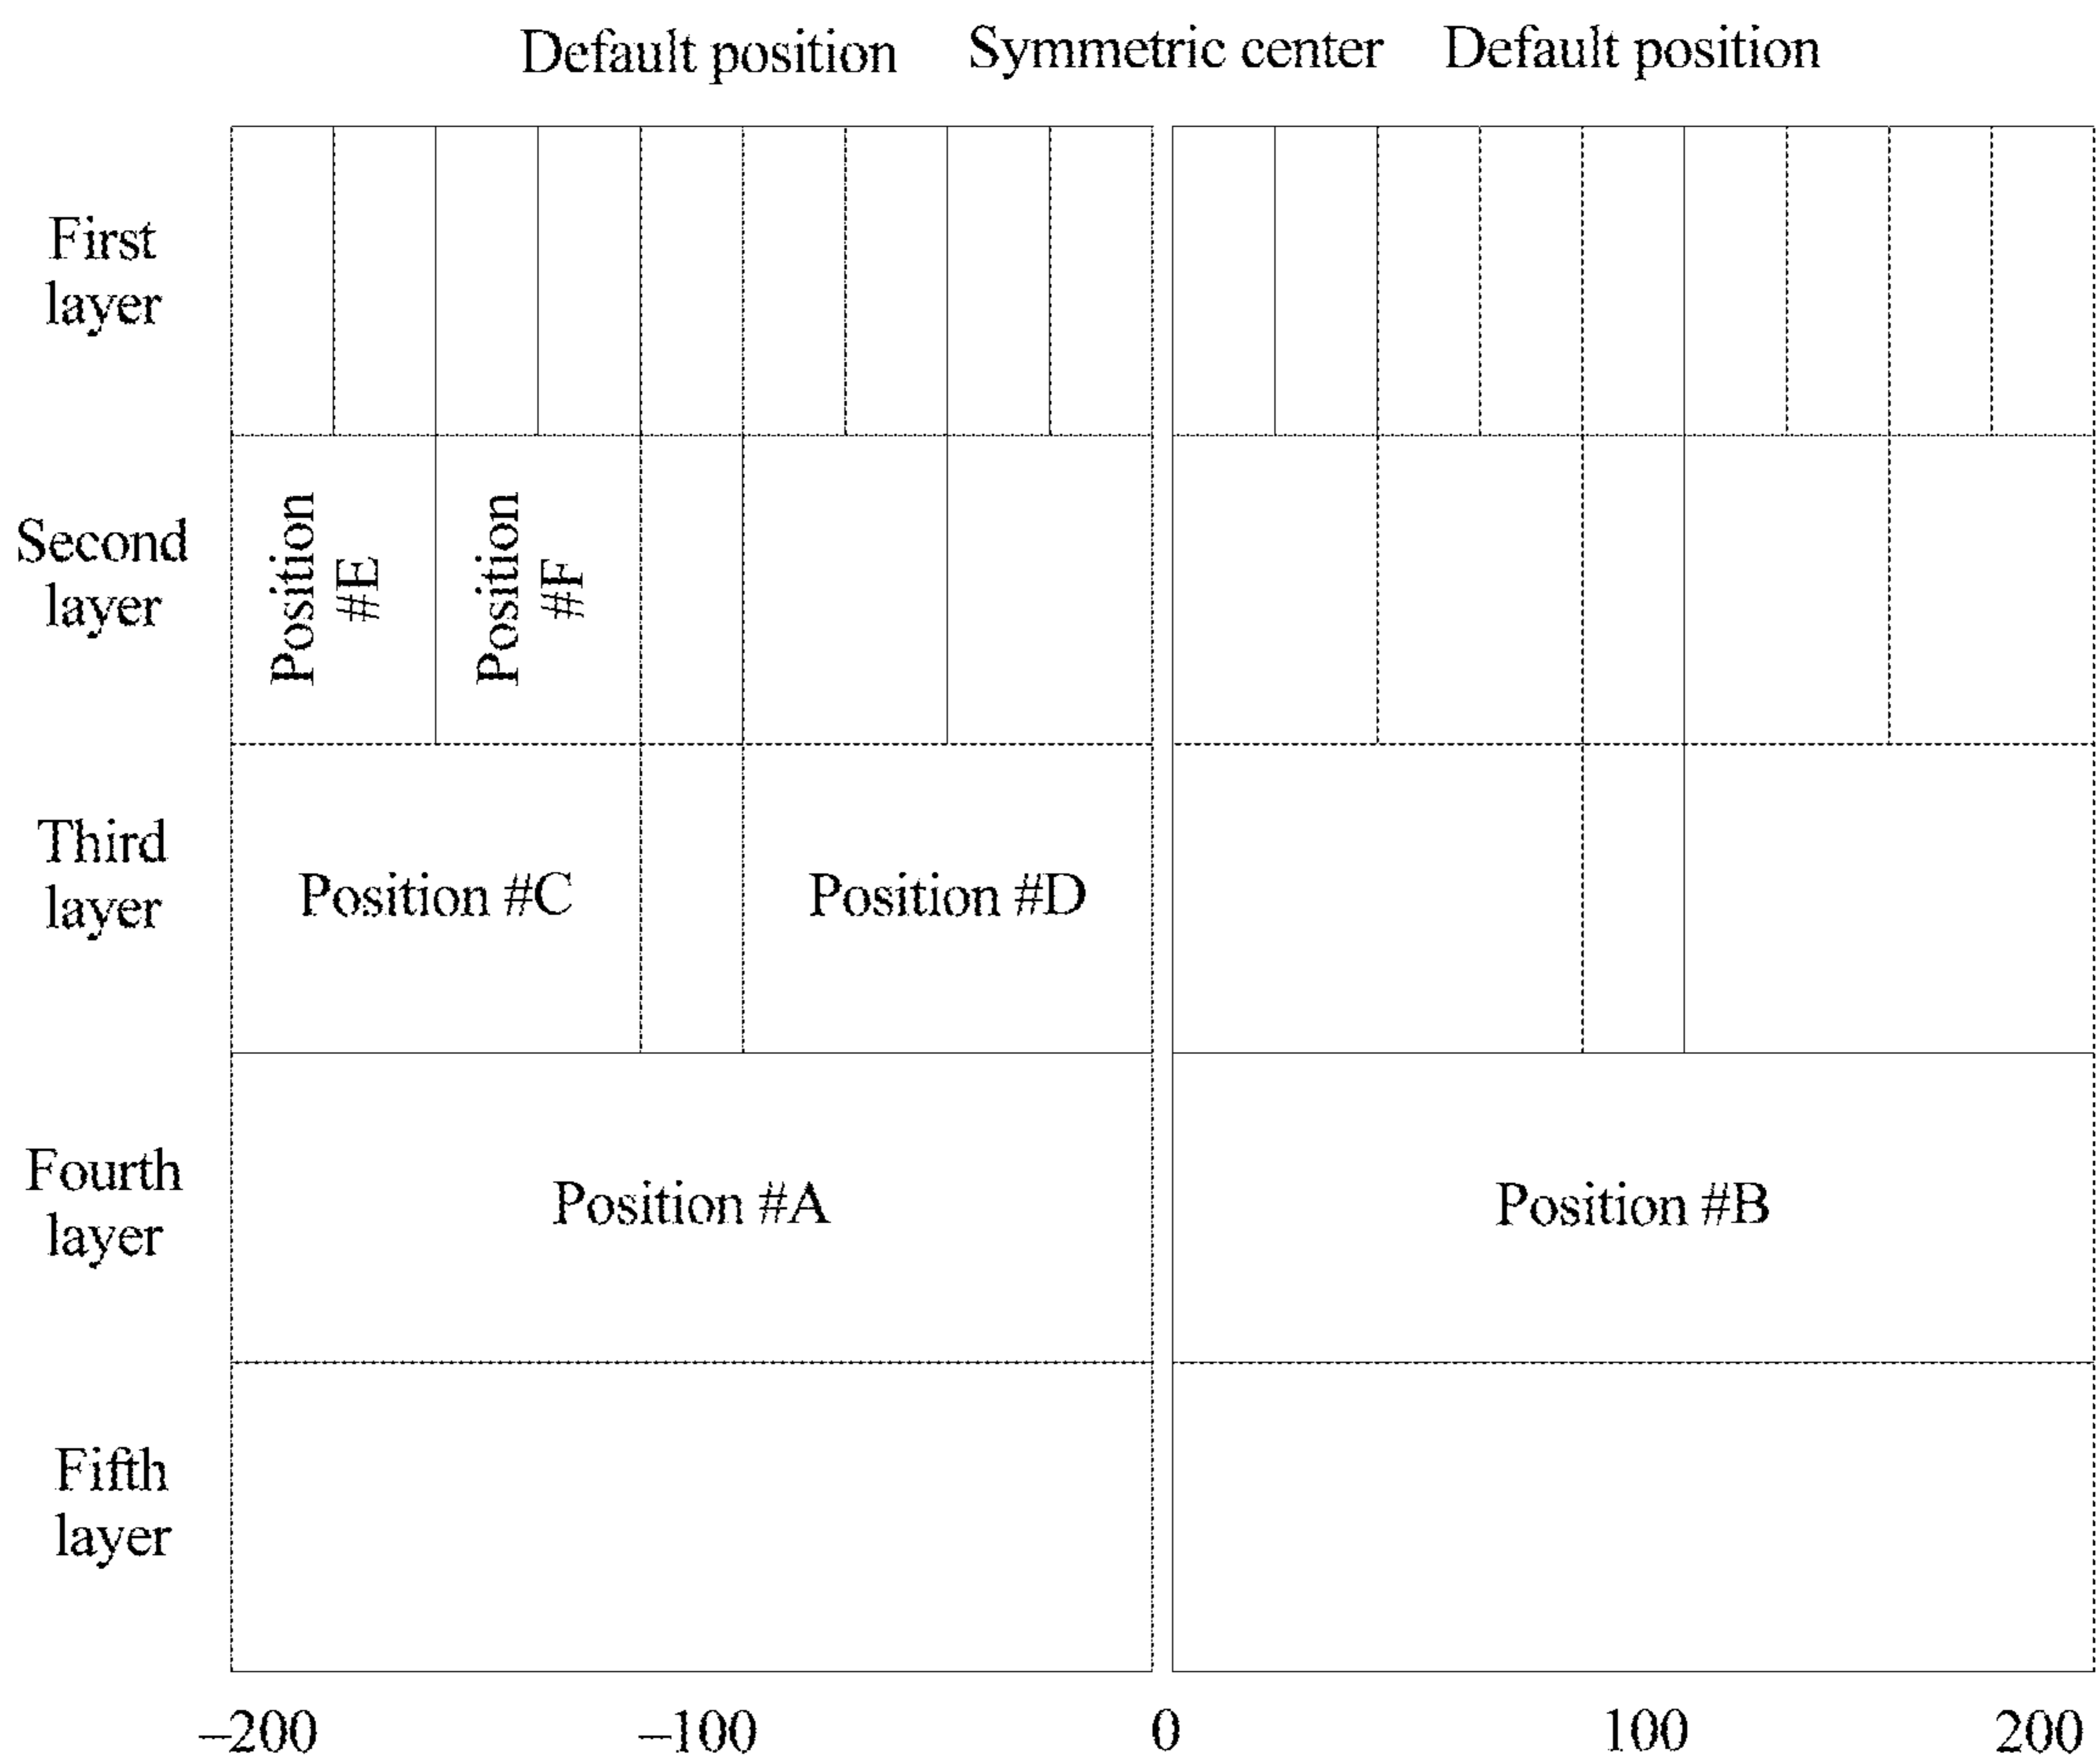 Default position Symmetric center Default position
First
layer
Second
layer
Position
#E
Position
#F
Third
layer
Position #C
Position #D
Fourth
layer
Position #A
Position #B
Fifth
layer
–200 –100 0 100 200